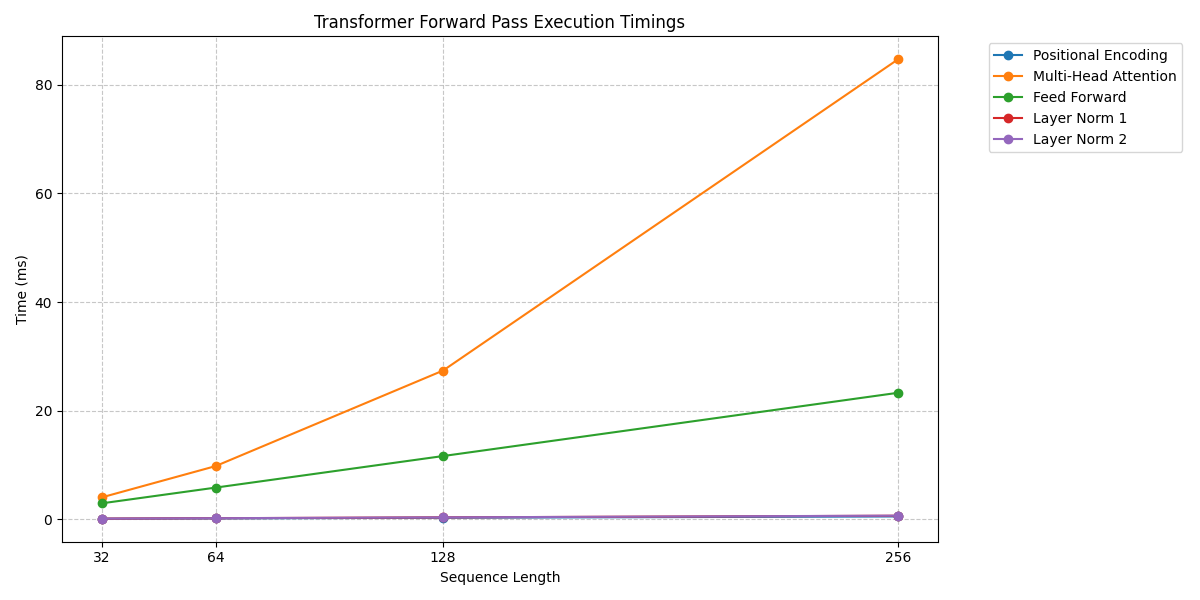 Transformer Forward Pass Execution Timings
Positional Encoding
Multi-Head Attention
Feed Forward
Layer Norm 1
Layer Norm 2
80
60
40
20
0
Time (ms)
32 64 128 256
Sequence Length